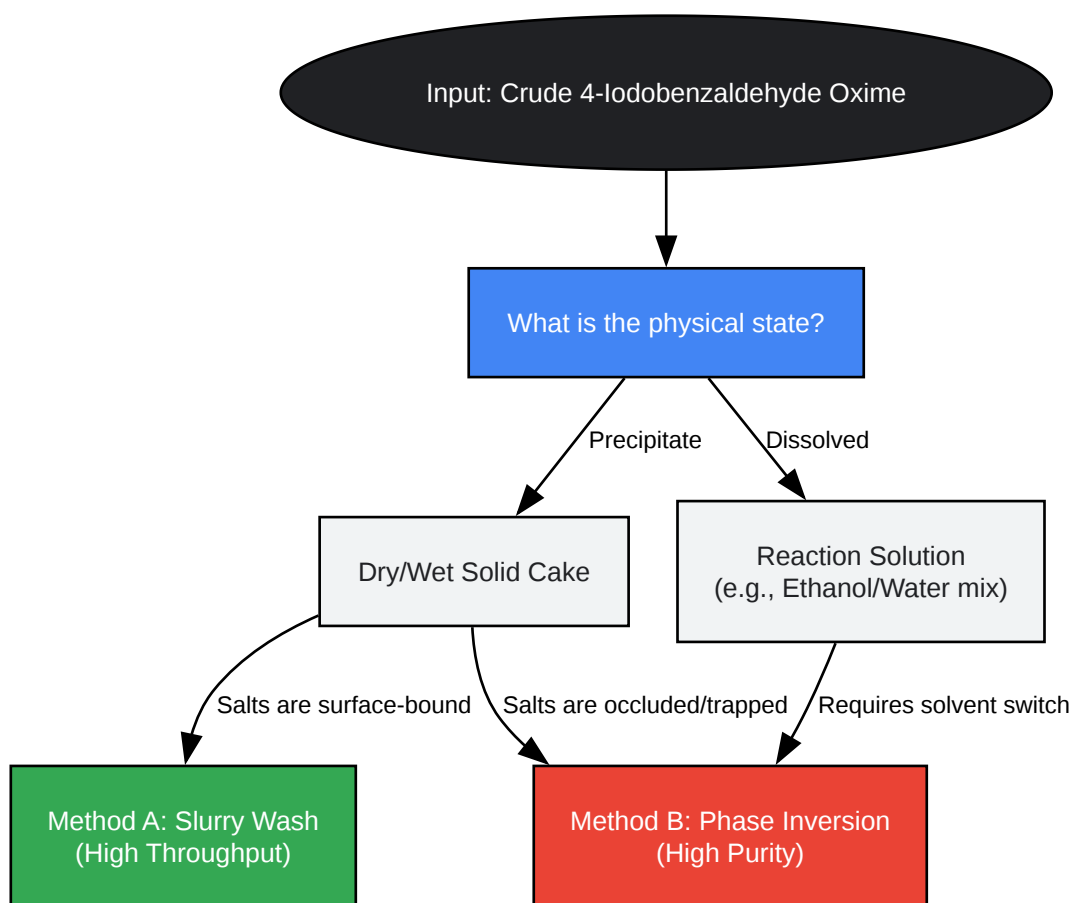 Input: Crude 4-Iodobenzaldehyde Oxime
What is the physical state?
Precipitate
Dissolved
Dry/Wet Solid Cake
Reaction Solution
(e.g., Ethanol/Water mix)
Salts are surface-bound
Salts are occluded/trapped
Requires solvent switch
Method A: Slurry Wash
(High Throughput)
Method B: Phase Inversion
(High Purity)